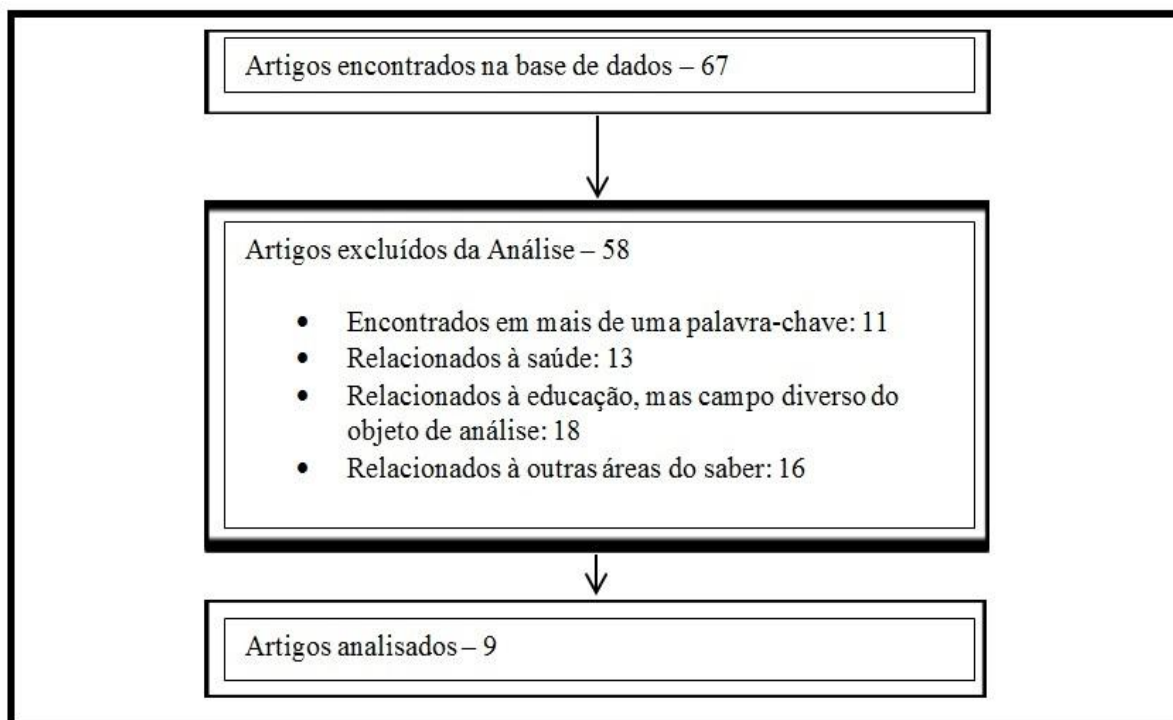 Artigos encontrados na base de dados – 67
Artigos excluídos da Análise – 58
• Encontrados em mais de uma palavra-chave: 11
• Relacionados à saúde: 13
• Relacionados à educação, mas campo diverso do
objeto de análise: 18
• Relacionados à outras áreas do saber: 16
Artigos analisados – 9